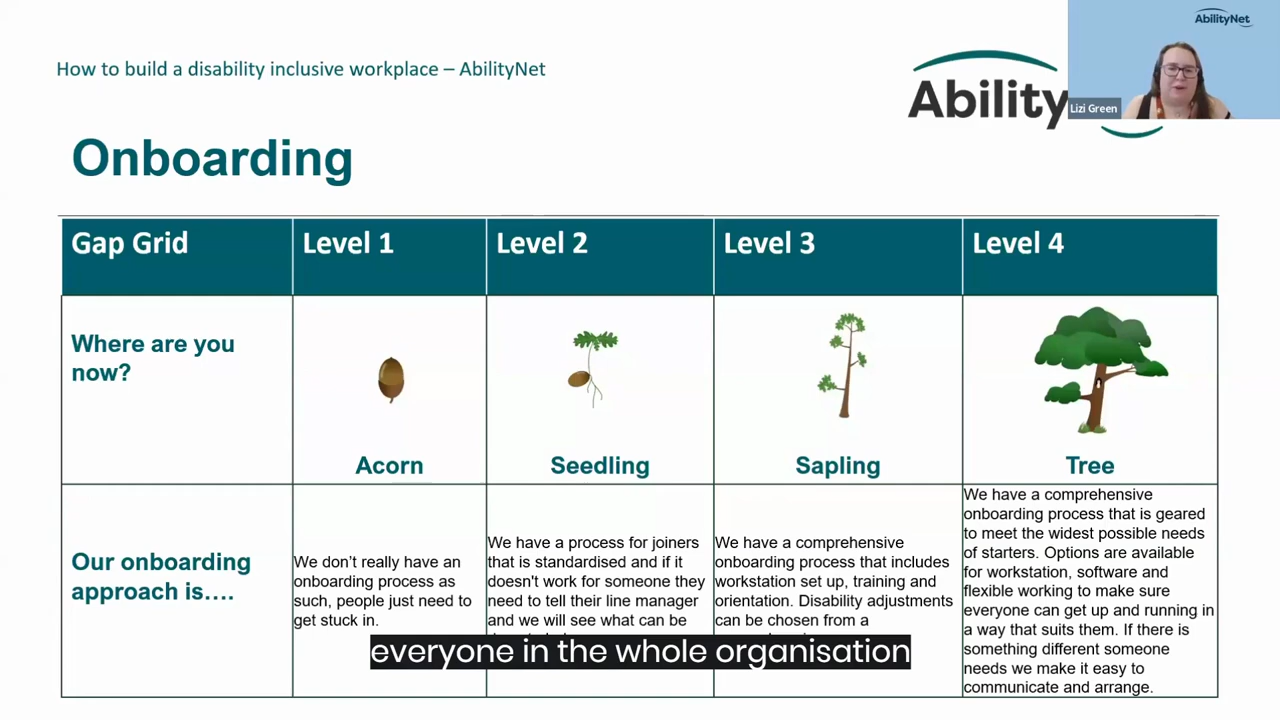 AbilityNet
How to build a disability inclusive workplace – AbilityNet
Ability
Lizi Green
Onboarding
Gap Grid
Level 1
Level 2
Level 3
Level 4
Where are you
now?
Acorn
Seedling
Sapling
Tree
Our onboarding
approach is….
We don't really have an
onboarding process as
such, people just need to
get stuck in.
We have a process for joiners
that is standardised and if it
doesn't work for someone they
need to tell their line manager
and we will see what can be
We have a comprehensive
onboarding process that includes
workstation set up, training and
orientation. Disability adjustments
can be chosen from a
We have a comprehensive
onboarding process that is geared
to meet the widest possible needs
of starters. Options are available
for workstation, software and
flexible working to make sure
everyone can get up and running in
a way that suits them. If there is
something different someone
needs we make it easy to
communicate and arrange.
everyone in the whole organisation